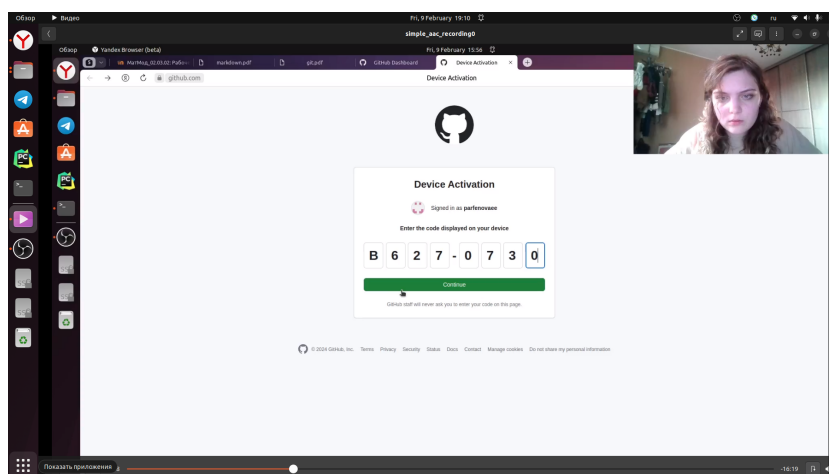 Обзор
Видео
Fri, 9 February 19:10
ru
simple_aac_recording0
Обзор
Yandex Browser (beta)
Fri, 9 February 15:56
markdown.pdf
git.pdf
GitHub Dashboard
Device Activation
github.com
Device Activation
Device Activation
Signed in as parfenovaee
Enter the code displayed on your device
B 6 2 7 - 0 7 3 0
Continue
GitHub staff will never ask you to enter your code on this page.
© 2024 GitHub, Inc. Terms Privacy Security Status Docs Contact Manage cookies Do not share my personal information
PC
PC
Показать приложения
-16:19